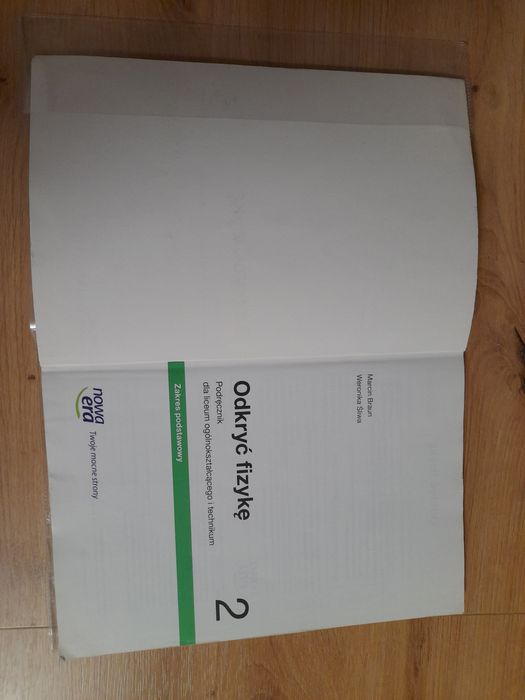 Marcin Braun
Weronika Śliwa
Odkryć fizykę
2
Podręcznik
dla liceum ogólnokształcącego i technikum
Zakres podstawowy
nowa
era
Twoje mocne strony